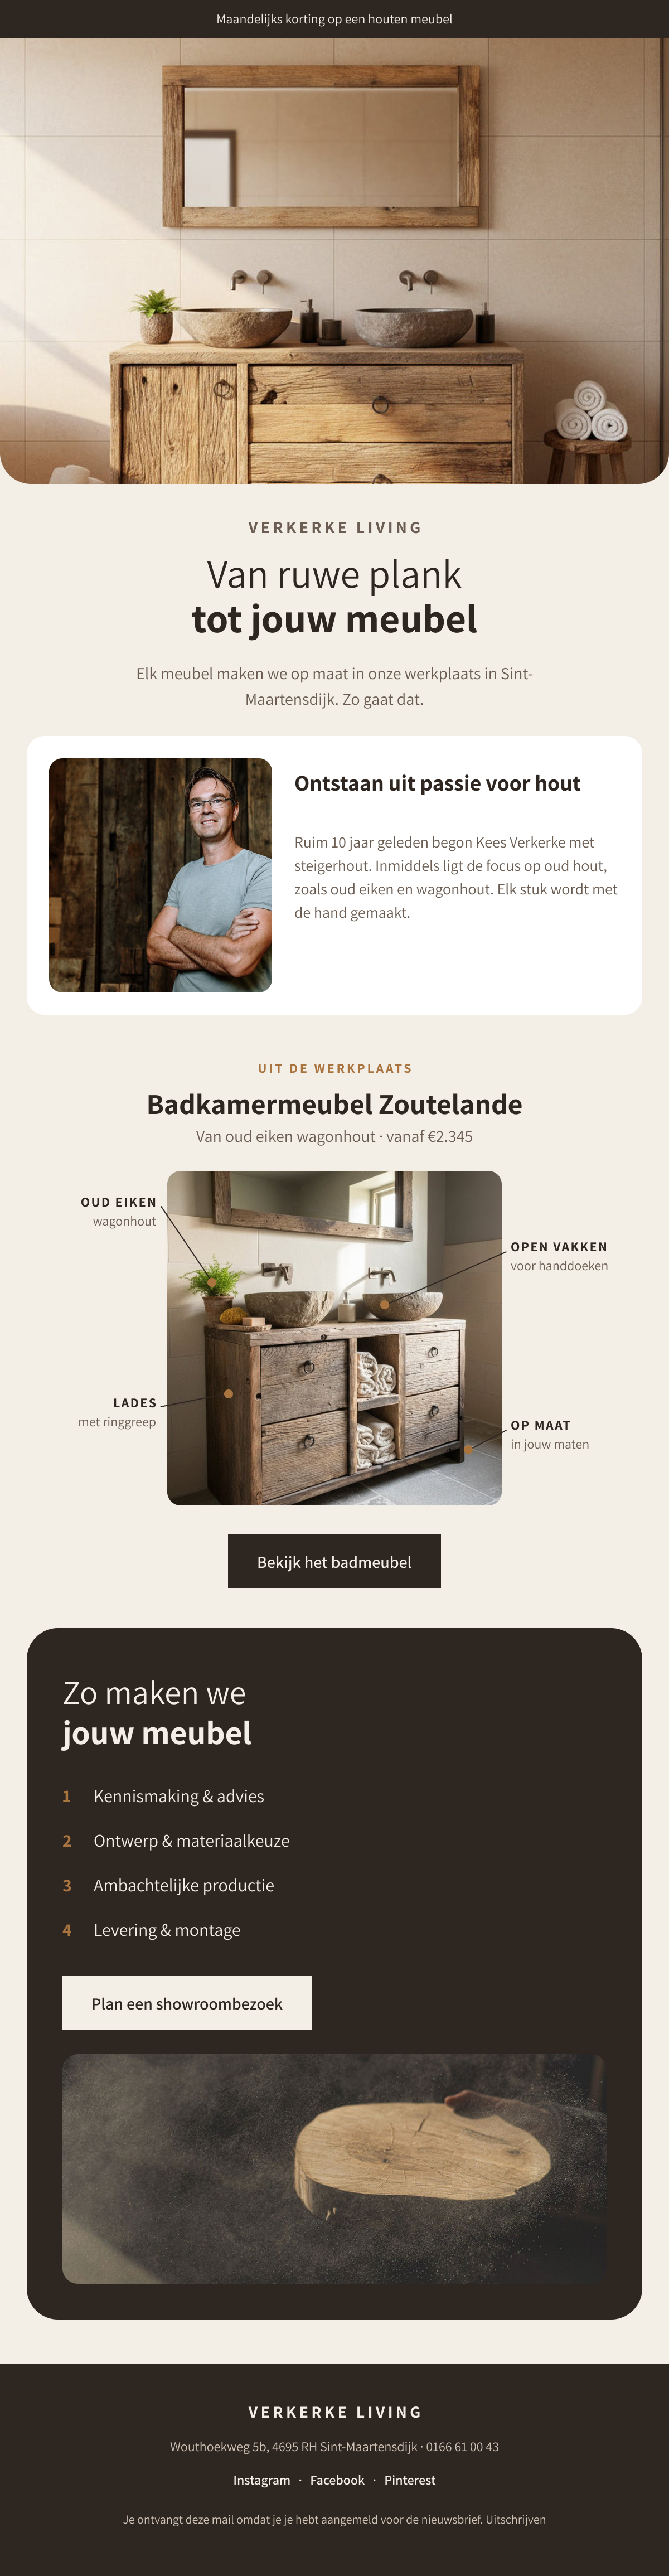 Maandelijks korting op een houten meubel
VERKERKE LIVING
Van ruwe plank
tot jouw meubel
Elk meubel maken we op maat in onze werkplaats in Sint-
Maartensdijk. Zo gaat dat.
Ontstaan uit passie voor hout
Ruim 10 jaar geleden begon Kees Verkerke met
steigerhout. Inmiddels ligt de focus op oud hout,
zoals oud eiken en wagonhout. Elk stuk wordt met
de hand gemaakt.
UIT DE WERKPLAATS
Badkamermeubel Zoutelande
Van oud eiken wagonhout · vanaf €2.345
OUD EIKEN
wagonhout
OPEN VAKKEN
voor handdoeken
LADES
met ringgreep
OP MAAT
in jouw maten
Bekijk het badmeubel
Zo maken we
jouw meubel
1 Kennismaking & advies
2 Ontwerp & materiaalkeuze
3 Ambachtelijke productie
4 Levering & montage
Plan een showroombezoek
VERKERKE LIVING
Wouthoekweg 5b, 4695 RH Sint-Maartensdijk · 0166 61 00 43
Instagram · Facebook · Pinterest
Je ontvangt deze mail omdat je je hebt aangemeld voor de nieuwsbrief. Uitschrijven